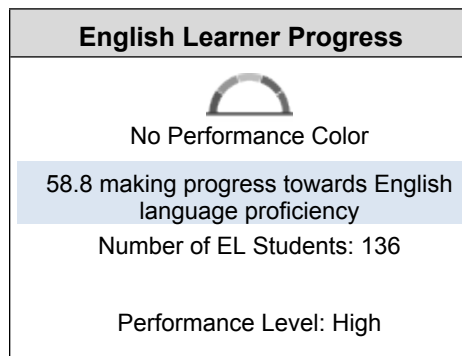 English Learner Progress
No Performance Color
58.8 making progress towards English
language proficiency
Number of EL Students: 136
Performance Level: High